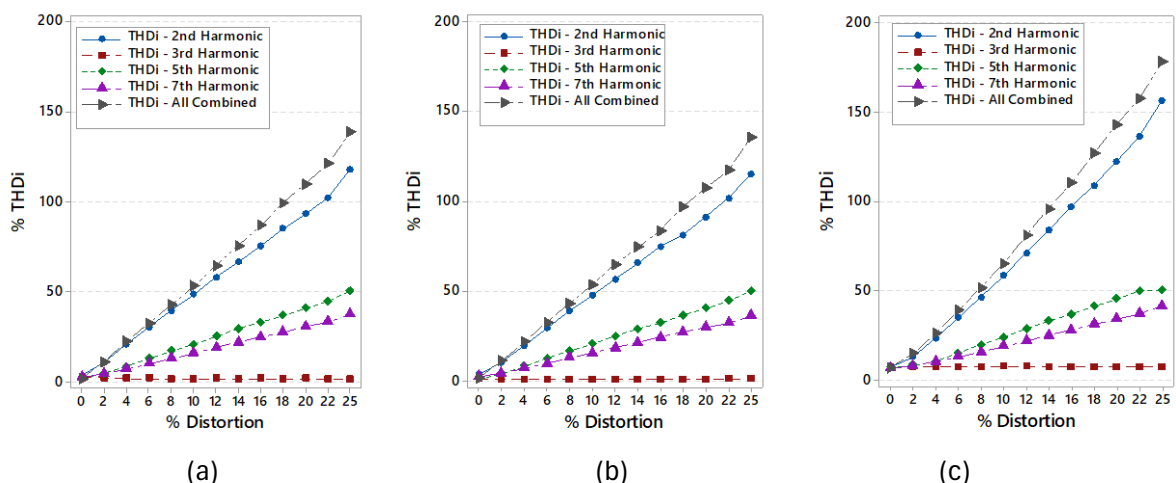 200
150
100
50
0
% THDi
THDi - 2nd Harmonic
THDi - 3rd Harmonic
THDi - 5th Harmonic
THDi - 7th Harmonic
THDi - All Combined
0 2 4 6 8 10 12 14 16 18 20 22 25
% Distortion
(a)
200
150
100
50
0
% THDi
THDi - 2nd Harmonic
THDi - 3rd Harmonic
THDi - 5th Harmonic
THDi - 7th Harmonic
THDi - All Combined
0 2 4 6 8 10 12 14 16 18 20 22 25
% Distortion
(b)
200
150
100
50
0
% THDi
THDi - 2nd Harmonic
THDi - 3rd Harmonic
THDi - 5th Harmonic
THDi - 7th Harmonic
THDi - All Combined
0 2 4 6 8 10 12 14 16 18 20 22 25
% Distortion
(c)